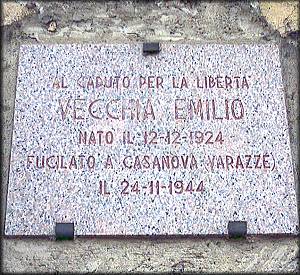 AL CADUTO PER LA LIBERTA'
VECCHIA EMILIO
NATO IL 12-12-1924
FUCILATO A CASANOVA (VARAZZE)
IL 24-11-1944